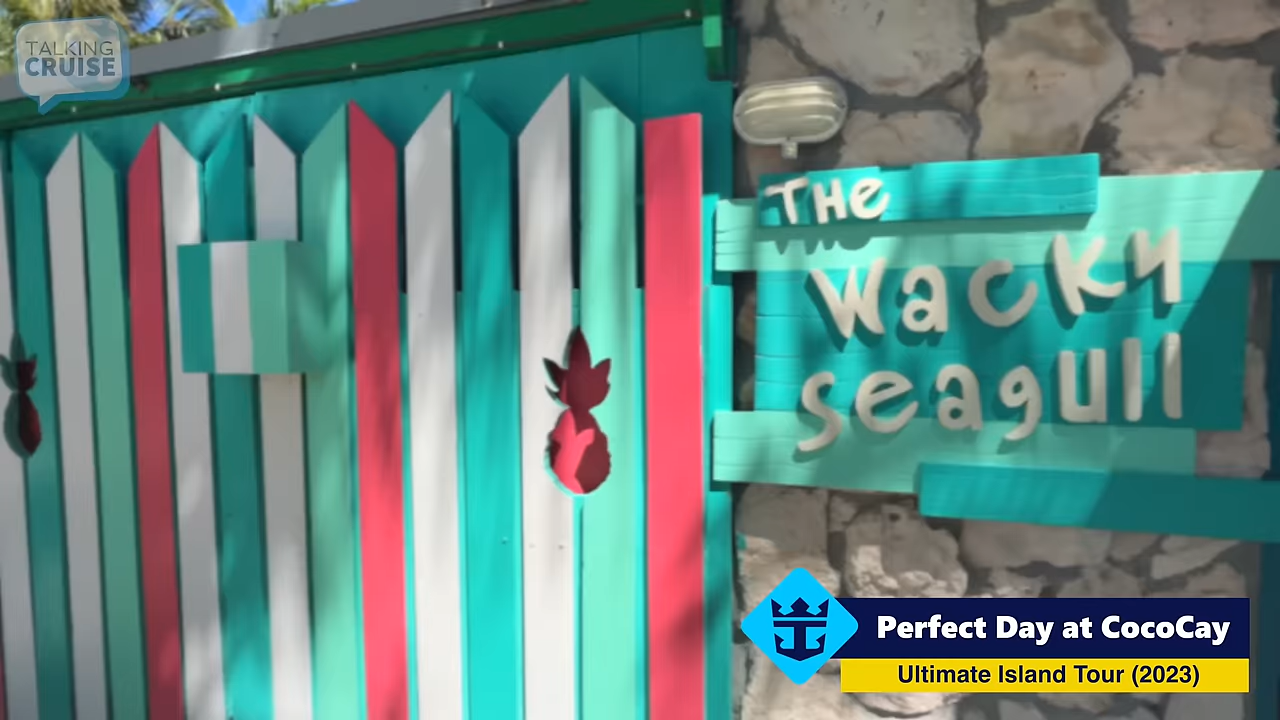 TALKING
CRUISE
THE
Wacky
Seagull
Perfect Day at CocoCay
Ultimate Island Tour (2023)